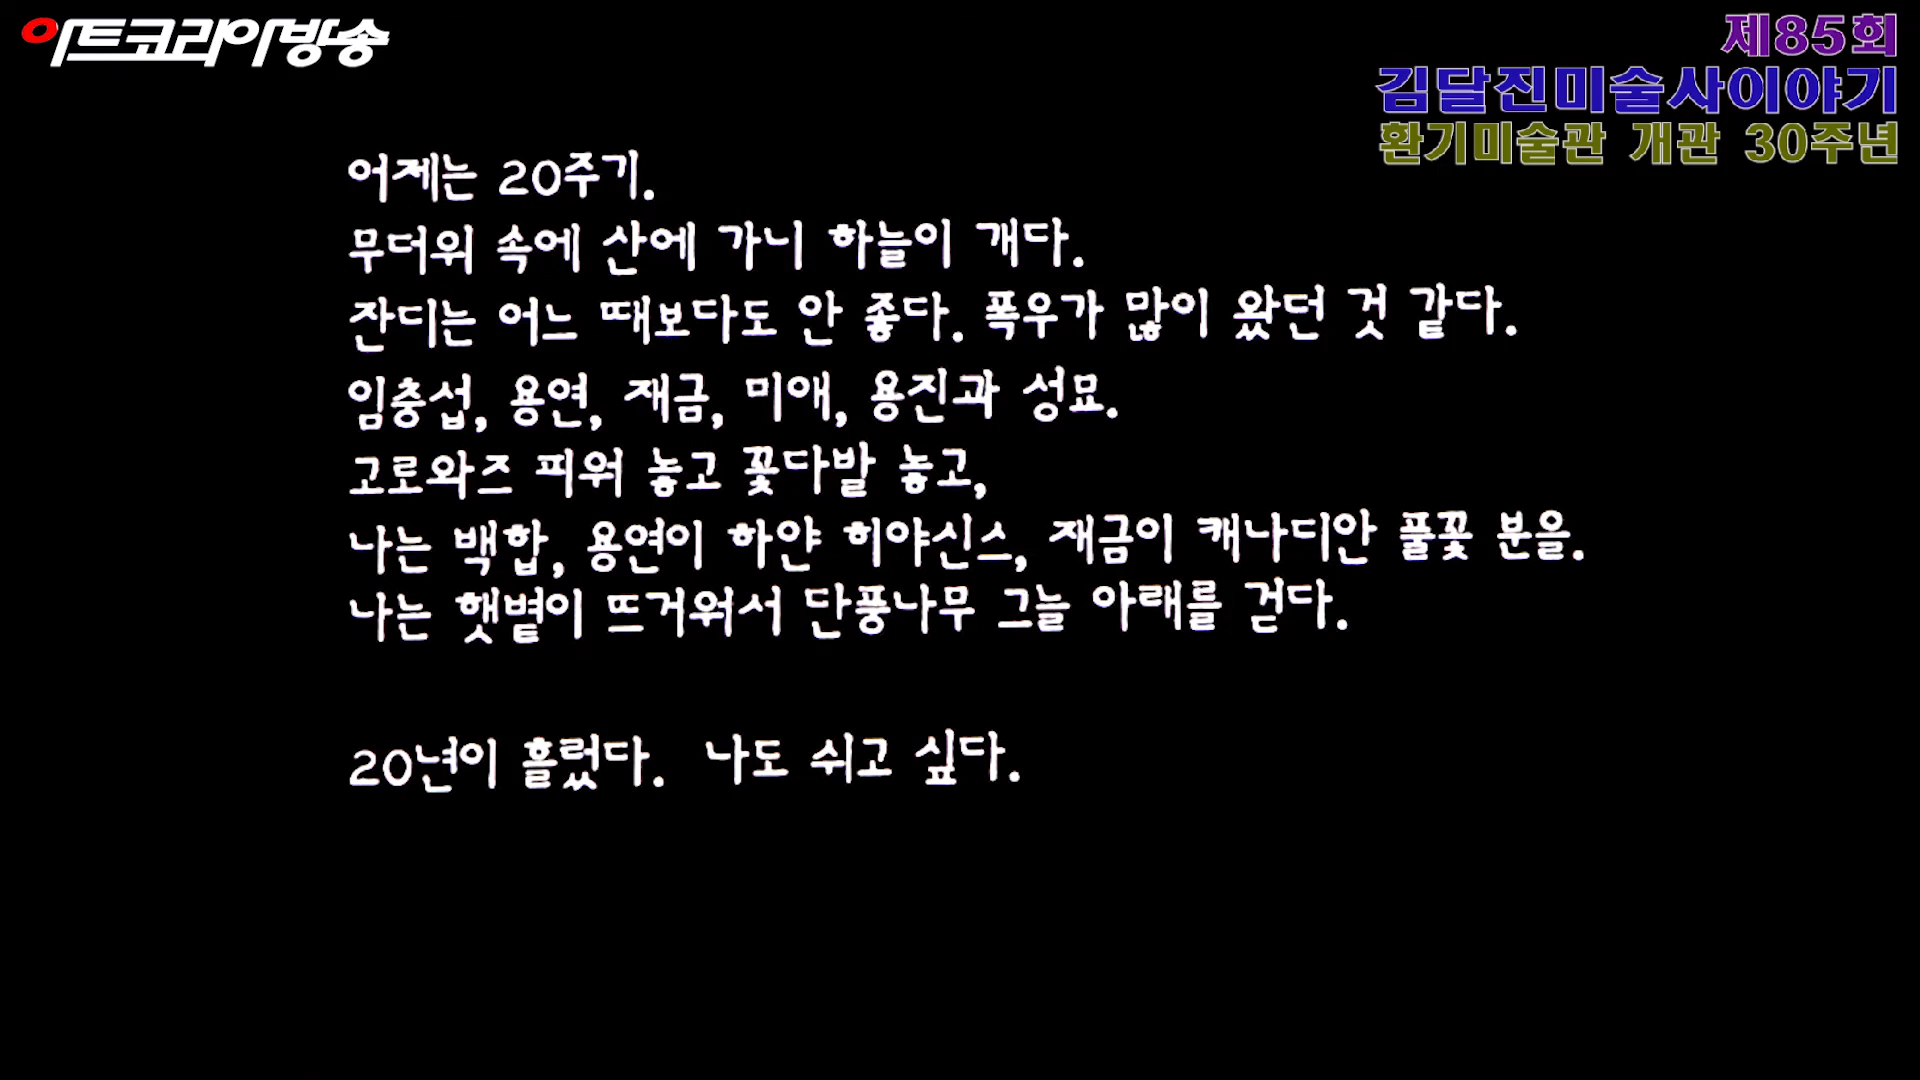 아트코리아방송
제85회
김달진미술사이야기
환기미술관 개관 30주년
어제는 20주기.
무더위 속에 산에 가니 하늘이 개다.
잔디는 어느 때보다도 안 좋다. 폭우가 많이 왔던 것 같다.
임충섭, 용연, 재금, 미애, 용진과 성묘.
고로와즈 피워 놓고 꽃다발 놓고,
나는 백합, 용연이 하얀 히야신스, 재금이 캐나디안 풀꽃 분을.
나는 햇볕이 뜨거워서 단풍나무 그늘 아래를 걷다.
20년이 흘렀다. 나도 쉬고 싶다.